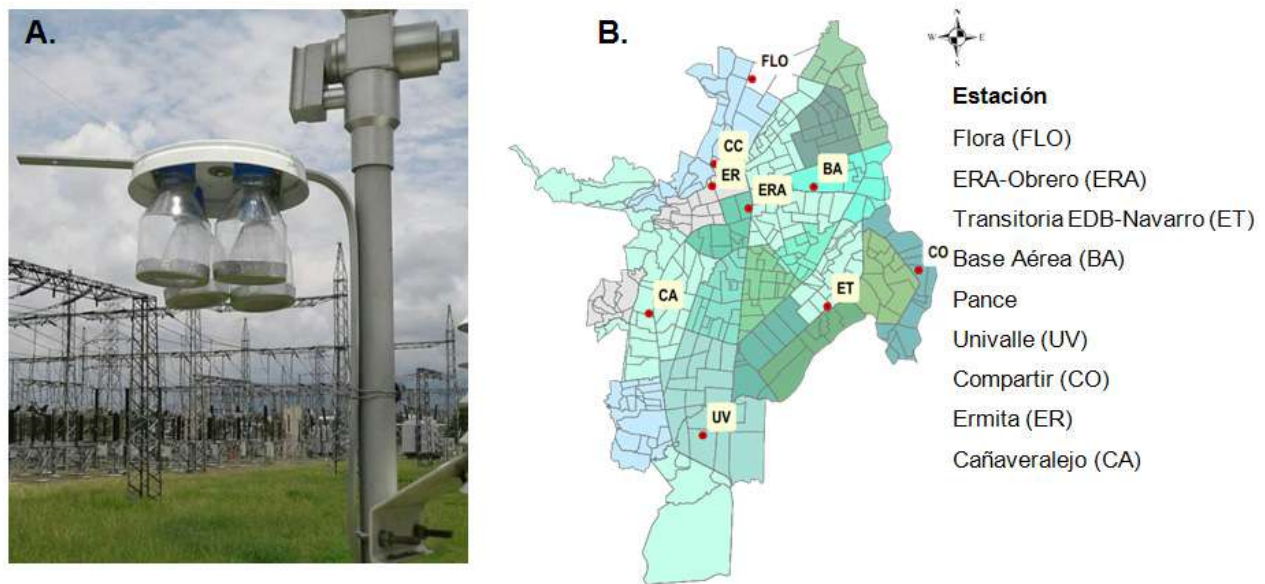 A.
B.
N
W
E
S
FLO
CC
ER
ERA
BA
CO
CA
ET
UV
Estación
Flora (FLO)
ERA-Obrero (ERA)
Transitoria EDB-Navarro (ET)
Base Aérea (BA)
Pance
Univalle (UV)
Compartir (CO)
Ermita (ER)
Cañaveralejo (CA)